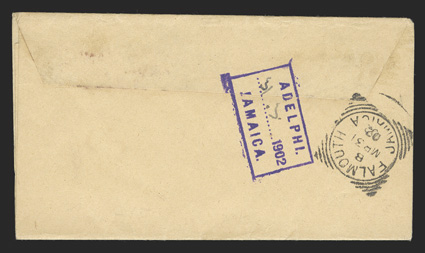 ADELPHI.
1902
JAMAICA.
FALMOUTH
B
MR 31
02
JAMAICA